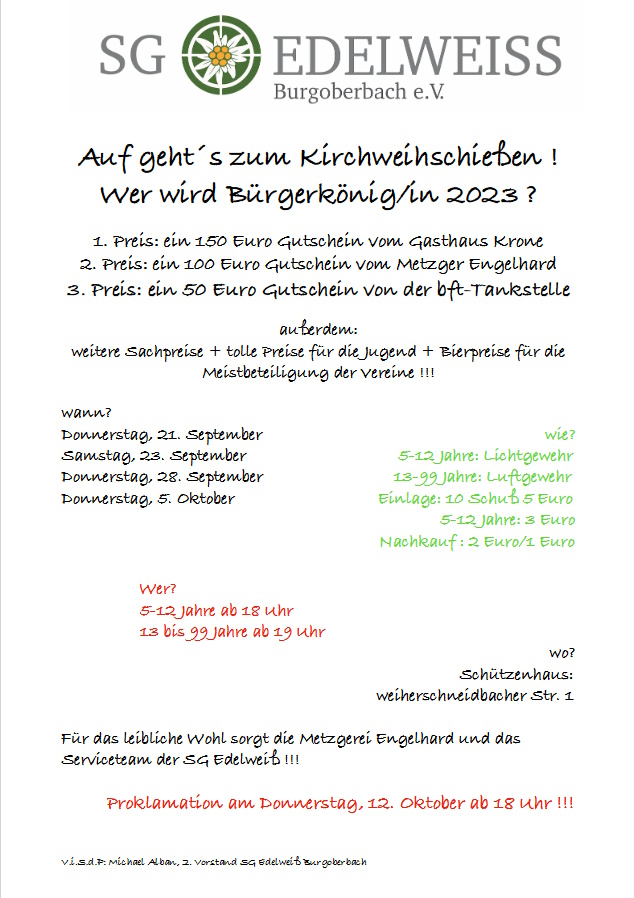 SG EDELWEISS
Burgoberbach e.V.
Auf geht´s zum Kirchweihschießen !
Wer wird Bürgerkönig/in 2023 ?
1. Preis: ein 150 Euro Gutschein vom Gasthaus Krone
2. Preis: ein 100 Euro Gutschein vom Metzger Engelhard
3. Preis: ein 50 Euro Gutschein von der bft-Tankstelle
außerdem:
weitere Sachpreise + tolle Preise für die Jugend + Bierpreise für die
Meistbeteiligung der Vereine !!!
wann?
Donnerstag, 21. September
Samstag, 23. September
Donnerstag, 28. September
Donnerstag, 5. Oktober
wie?
5-12 Jahre: Lichtgewehr
13-99 Jahre: Luftgewehr
Einlage: 10 Schuß 5 Euro
5-12 Jahre: 3 Euro
Nachkauf : 2 Euro/1 Euro
Wer?
5-12 Jahre ab 18 Uhr
13 bis 99 Jahre ab 19 Uhr
wo?
Schützenhaus:
weiherschneidbacher Str. 1
Für das leibliche Wohl sorgt die Metzgerei Engelhard und das
Serviceteam der SG Edelweiß !!!
Proklamation am Donnerstag, 12. Oktober ab 18 Uhr !!!
V.i.S.d.P: Michael Alban, 2. Vorstand SG Edelweiß Burgoberbach